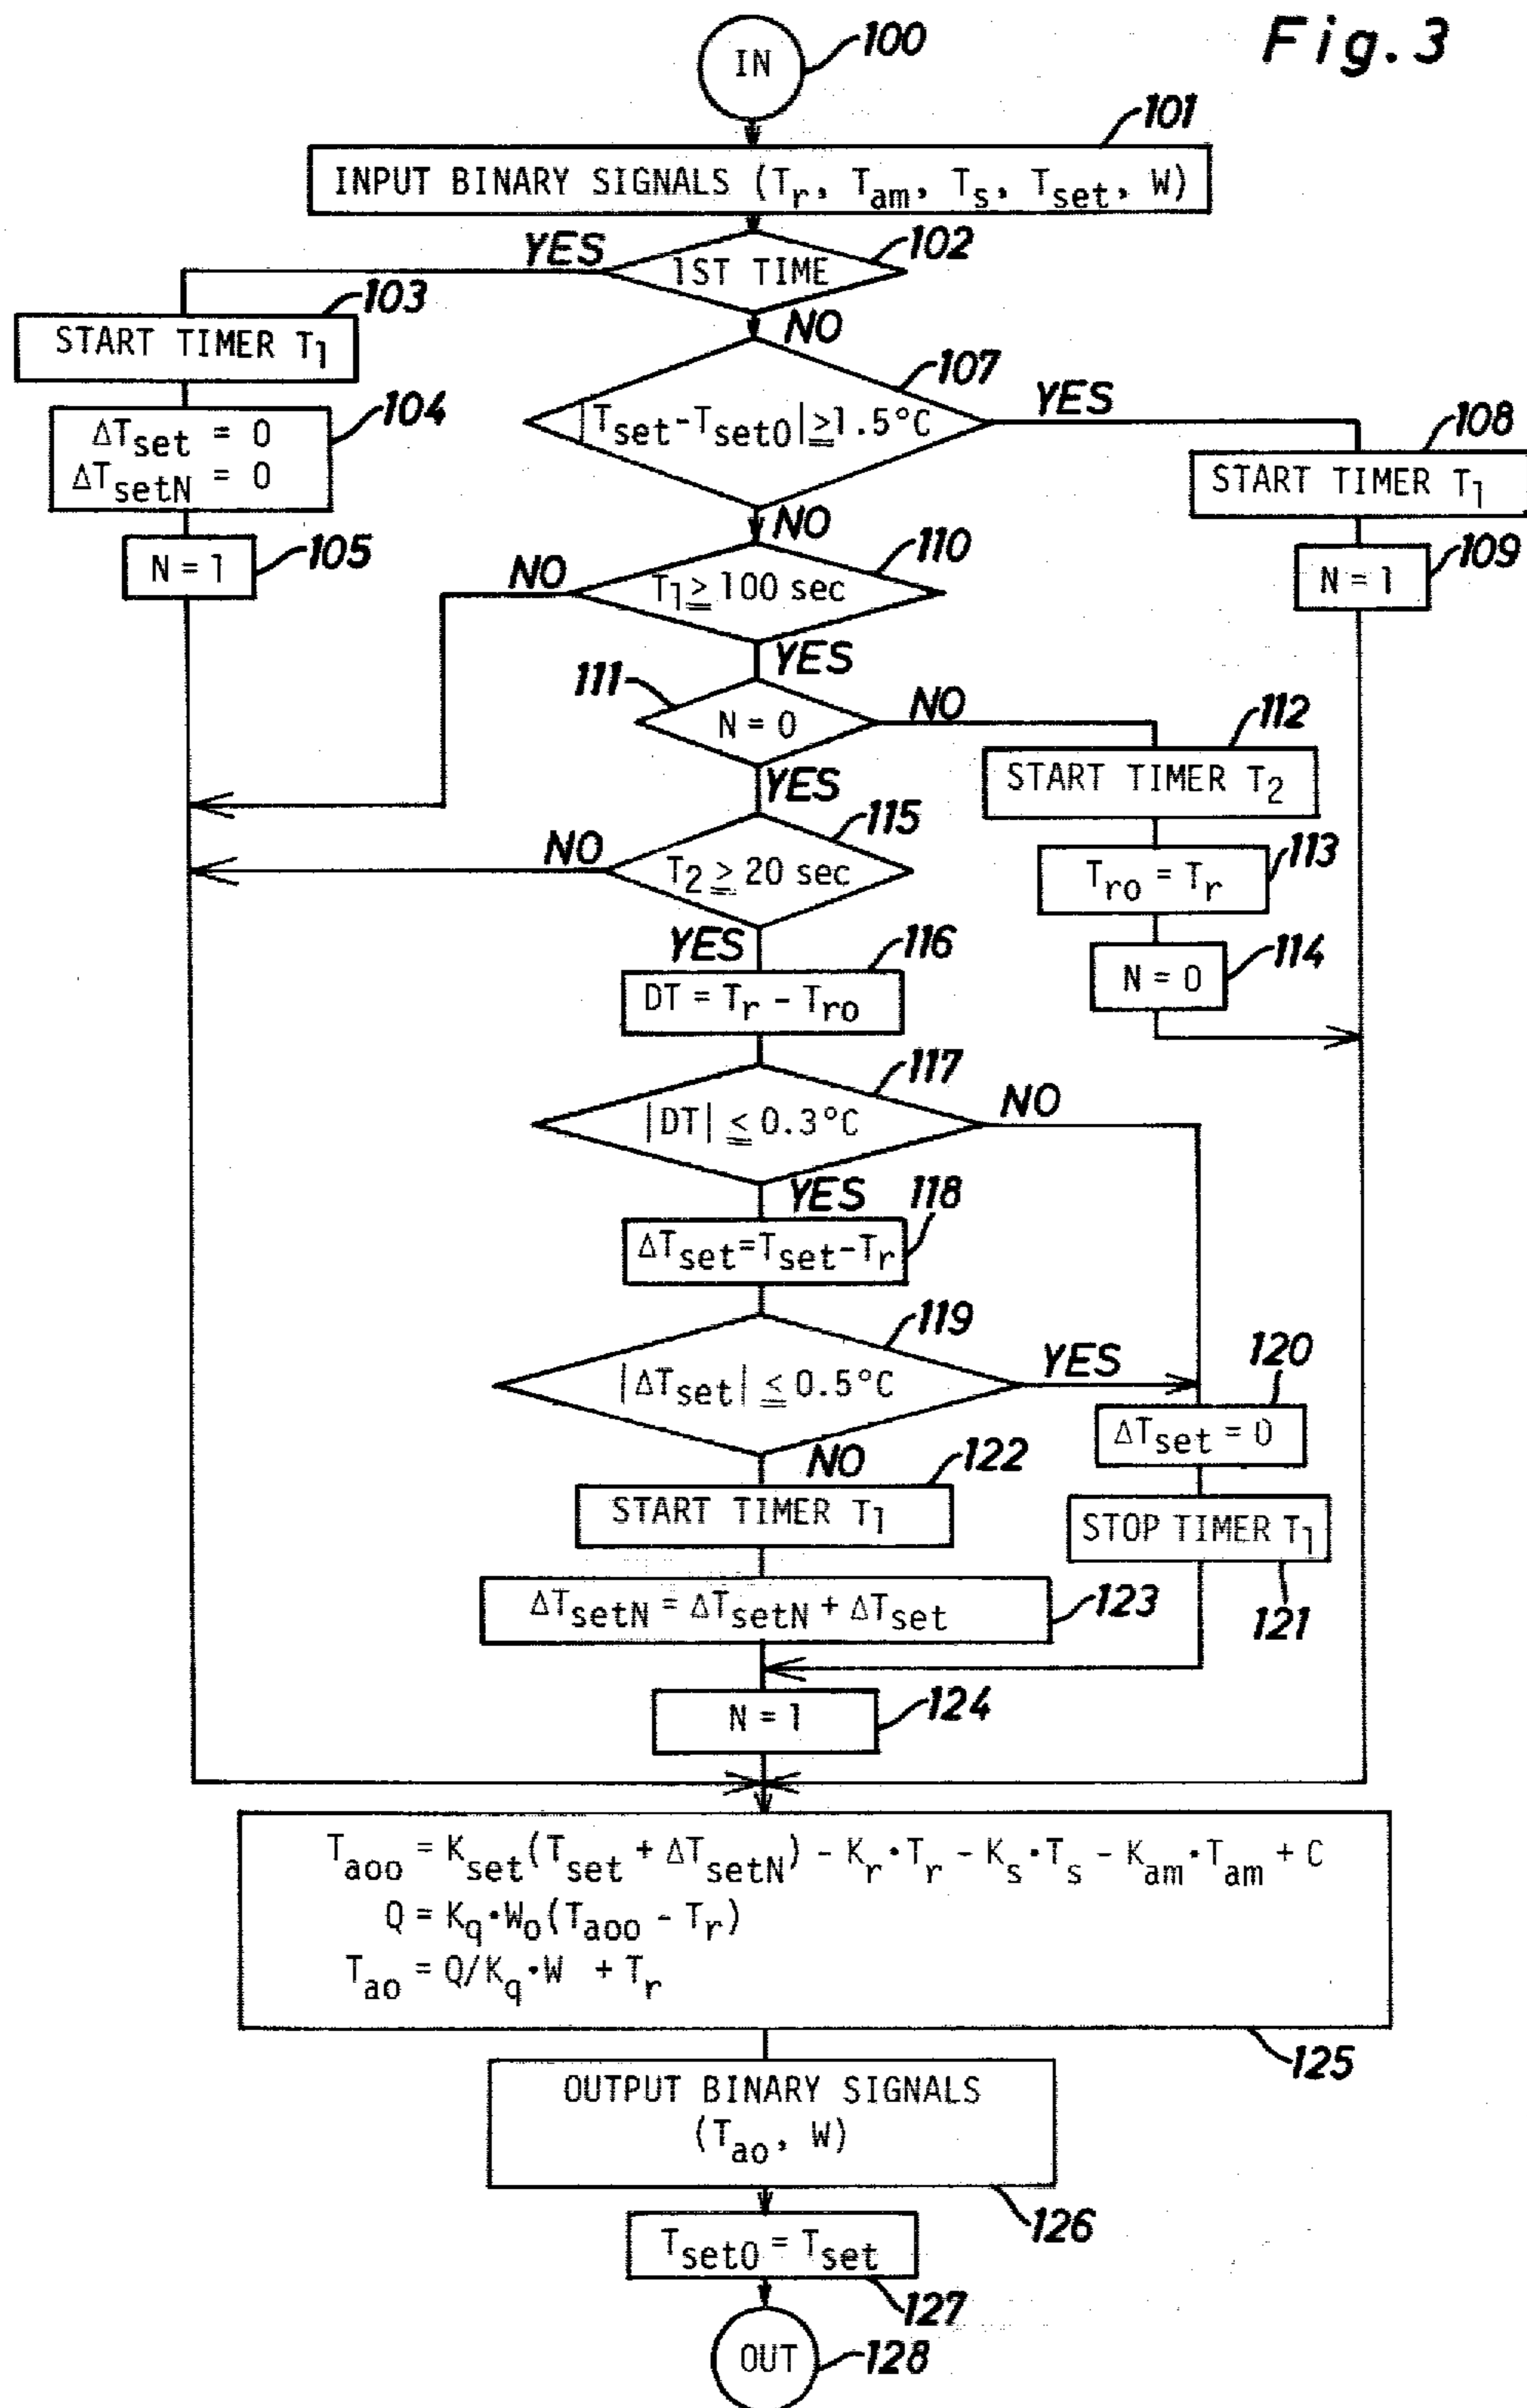 Fig. 3
IN
100
101
INPUT BINARY SIGNALS (Tr, Tam, Ts, Tset, W)
YES
102
1ST TIME
103
NO
START TIMER T1
107
YES
104
|Tset-Tset0|≧1.5°C
108
ΔTset = 0
ΔTsetN = 0
START TIMER T1
NO
105
N = 1
110
109
NO
T1 ≧ 100 sec
N = 1
YES
111
NO
112
N = 0
START TIMER T2
YES
115
113
NO
T2 ≧ 20 sec
Tro = Tr
YES
116
114
N = 0
DT = Tr - Tro
117
NO
|DT| ≦ 0.3°C
YES
118
ΔTset=Tset-Tr
119
YES
120
|ΔTset| ≦ 0.5°C
ΔTset = 0
NO
122
START TIMER T1
STOP TIMER T1
123
ΔTsetN = ΔTsetN + ΔTset
121
124
N = 1
Taoo = Kset(Tset + ΔTsetN) - Kr·Tr - Ks·Ts - Kam·Tam + C
Q = Kq·Wo(Taoo - Tr)
Tao = Q/Kq·W + Tr
125
OUTPUT BINARY SIGNALS
(Tao, W)
126
Tset0 = Tset
127
OUT
128